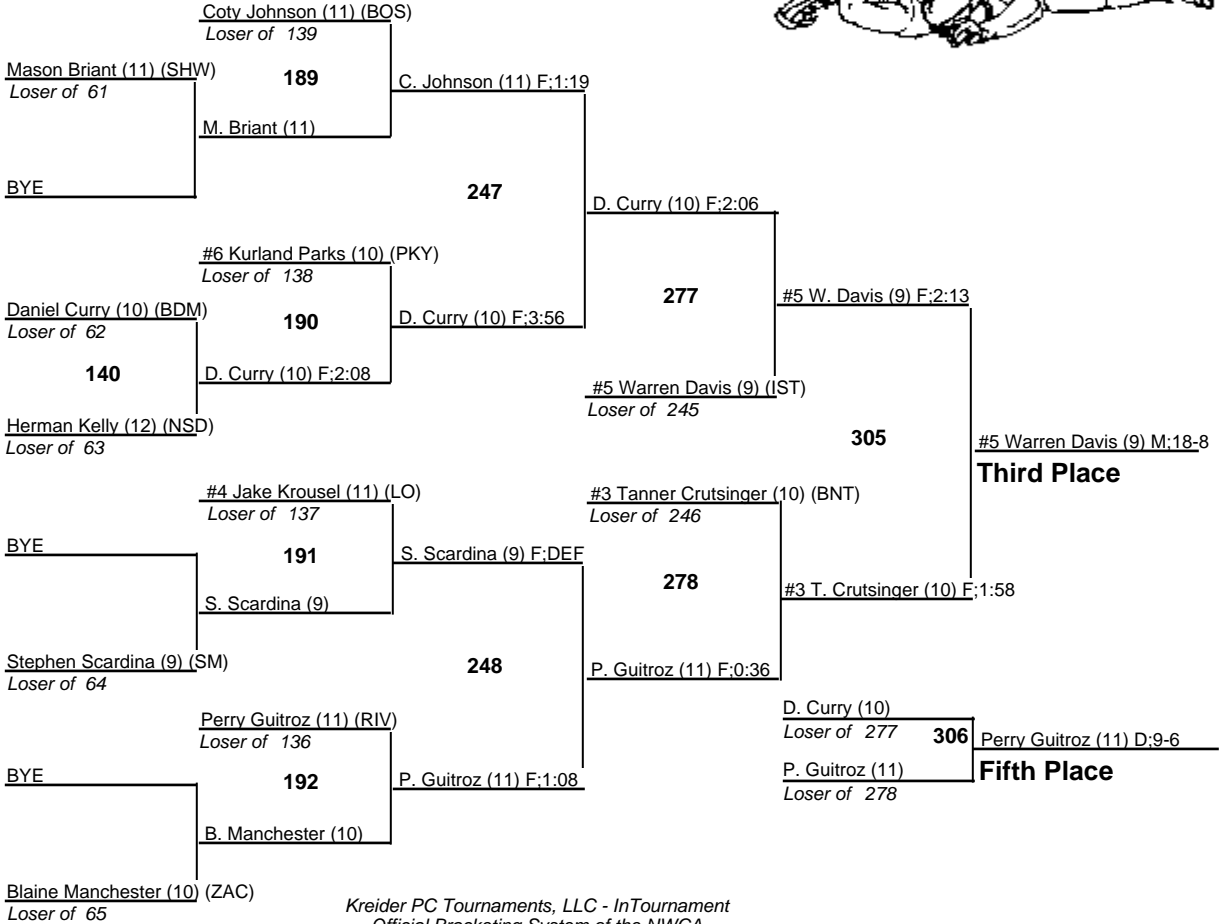 Coty Johnson (11) (BOS)
Loser of 139
Mason Briant (11) (SHW)
Loser of 61
189
C. Johnson (11) F;1:19
M. Briant (11)
BYE
247
D. Curry (10) F;2:06
#6 Kurland Parks (10) (PKY)
Loser of 138
Daniel Curry (10) (BDM)
Loser of 62
190
D. Curry (10) F;3:56
277
#5 W. Davis (9) F;2:13
140
D. Curry (10) F;2:08
#5 Warren Davis (9) (IST)
Loser of 245
Herman Kelly (12) (NSD)
Loser of 63
305
#5 Warren Davis (9) M;18-8
Third Place
#4 Jake Krousel (11) (LO)
Loser of 137
#3 Tanner Crutsinger (10) (BNT)
Loser of 246
BYE
191
S. Scardina (9) F;DEF
278
#3 T. Crutsinger (10) F;1:58
S. Scardina (9)
Stephen Scardina (9) (SM)
Loser of 64
248
P. Guitroz (11) F;0:36
Perry Guitroz (11) (RIV)
Loser of 136
D. Curry (10)
Loser of 277
306
Perry Guitroz (11) D;9-6
Fifth Place
P. Guitroz (11)
Loser of 278
BYE
192
P. Guitroz (11) F;1:08
B. Manchester (10)
Blaine Manchester (10) (ZAC)
Loser of 65
Kreider PC Tournaments, LLC - InTournament
Official Bracketing System of the NWCA